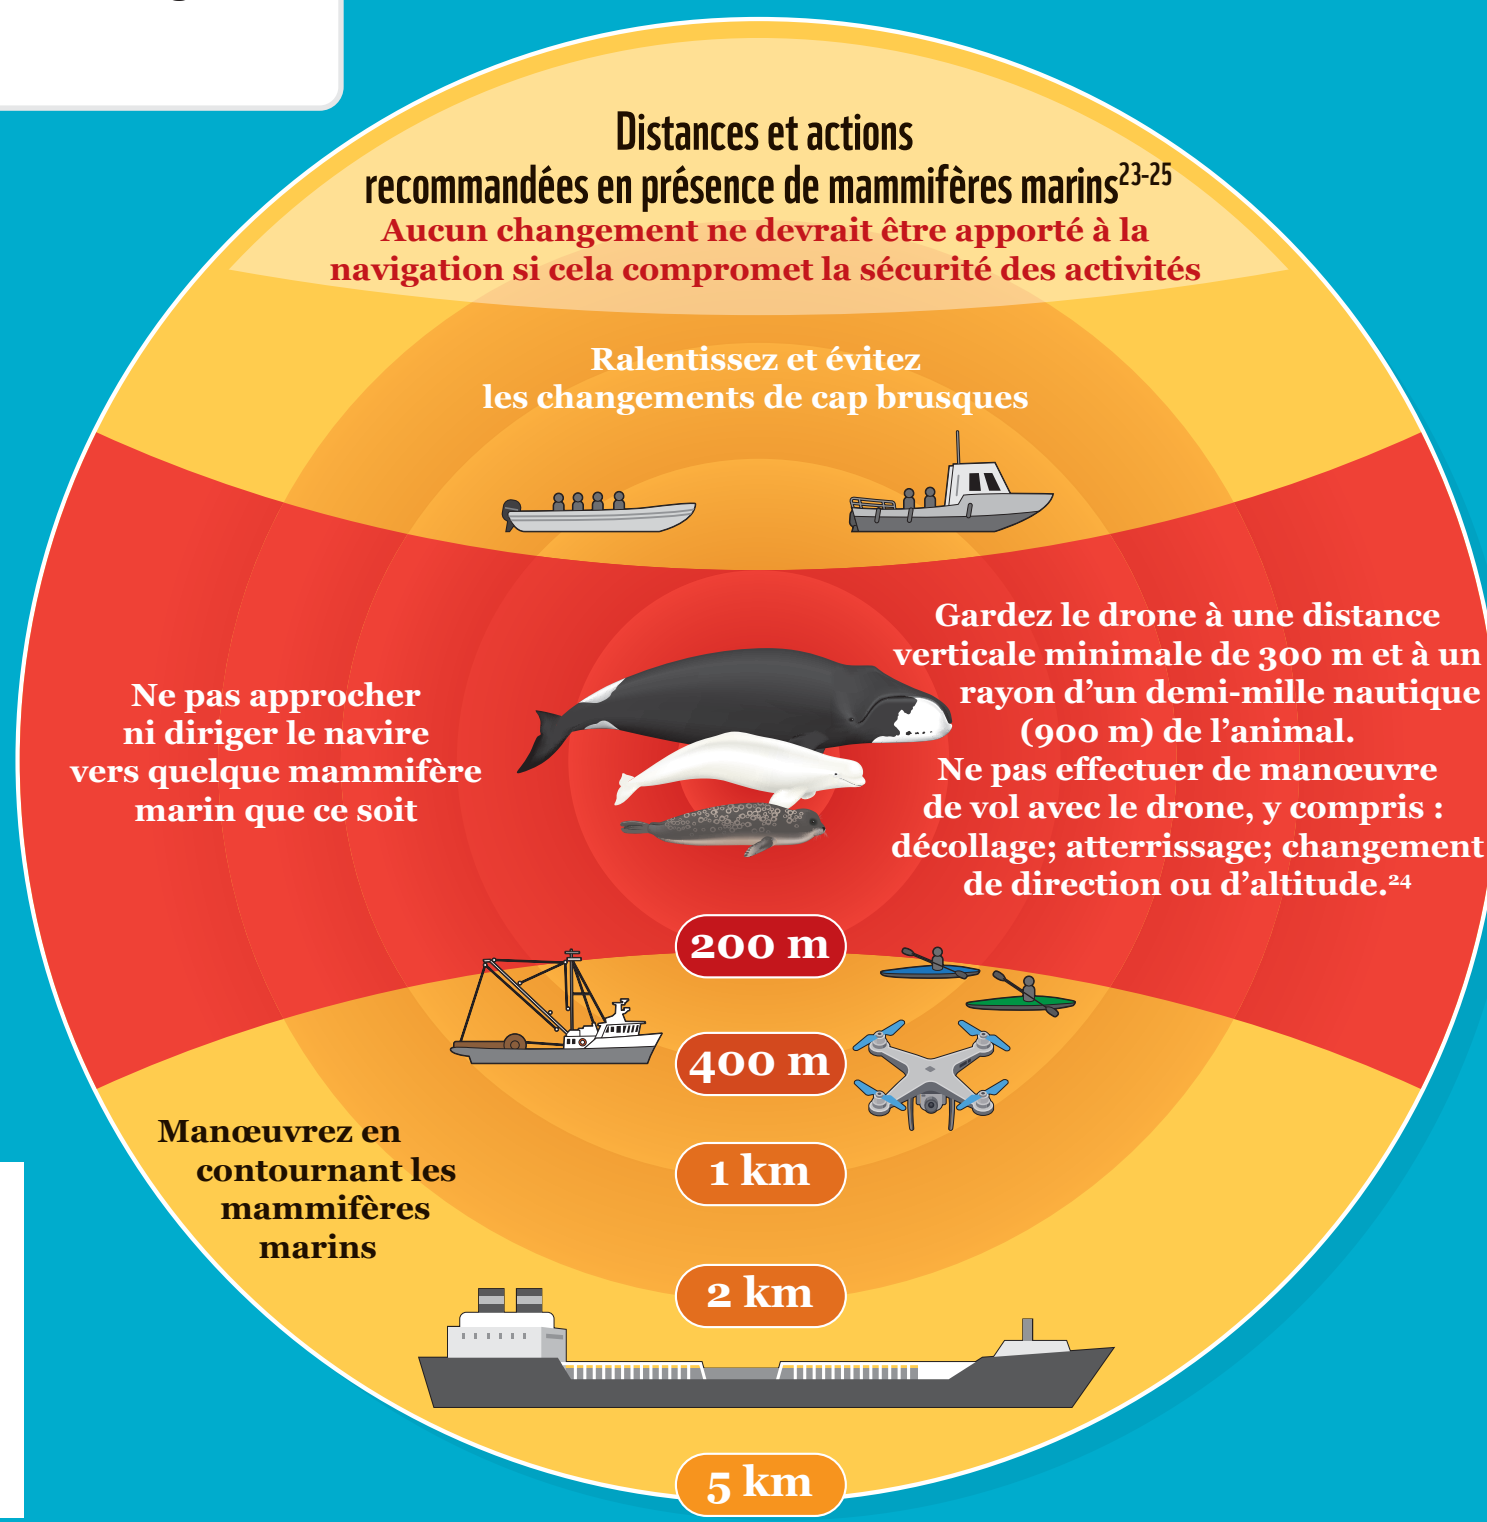 Distances et actions
recommandées en présence de mammifères marins23-25
Aucun changement ne devrait être apporté à la
navigation si cela compromet la sécurité des activités
Ralentissez et évitez
les changements de cap brusques
Ne pas approcher
ni diriger le navire
vers quelque mammifère
marin que ce soit
Gardez le drone à une distance
verticale minimale de 300 m et à un
rayon d’un demi-mille nautique
(900 m) de l’animal.
Ne pas effectuer de manœuvre
de vol avec le drone, y compris :
décollage; atterrissage; changement
de direction ou d’altitude.24
200 m
400 m
1 km
Manœuvrez en
contournant les
mammifères
marins
2 km
5 km